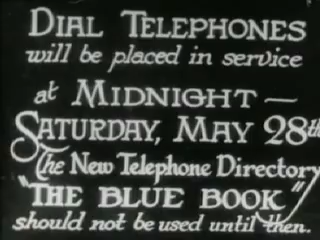 DIAL TELEPHONES
will be placed in service
at MIDNIGHT—
SATURDAY, MAY 28th
The New Telephone Directory
"THE BLUE BOOK"
should not be used until then.